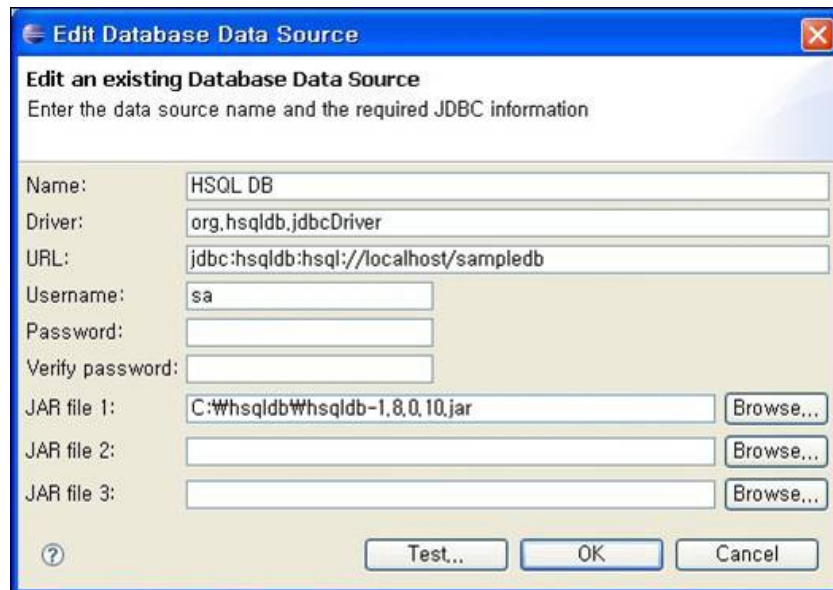 Edit Database Data Source
Edit an existing Database Data Source
Enter the data source name and the required JDBC information
Name: HSQL DB
Driver: org.hsqldb.jdbcDriver
URL: jdbc:hsqldb:hsql://localhost/sampledb
Username: sa
Password:
Verify password:
JAR file 1: C:₩hsqldb₩hsqldb-1.8.0.10.jar Browse...
JAR file 2: Browse...
JAR file 3: Browse...
? Test... OK Cancel